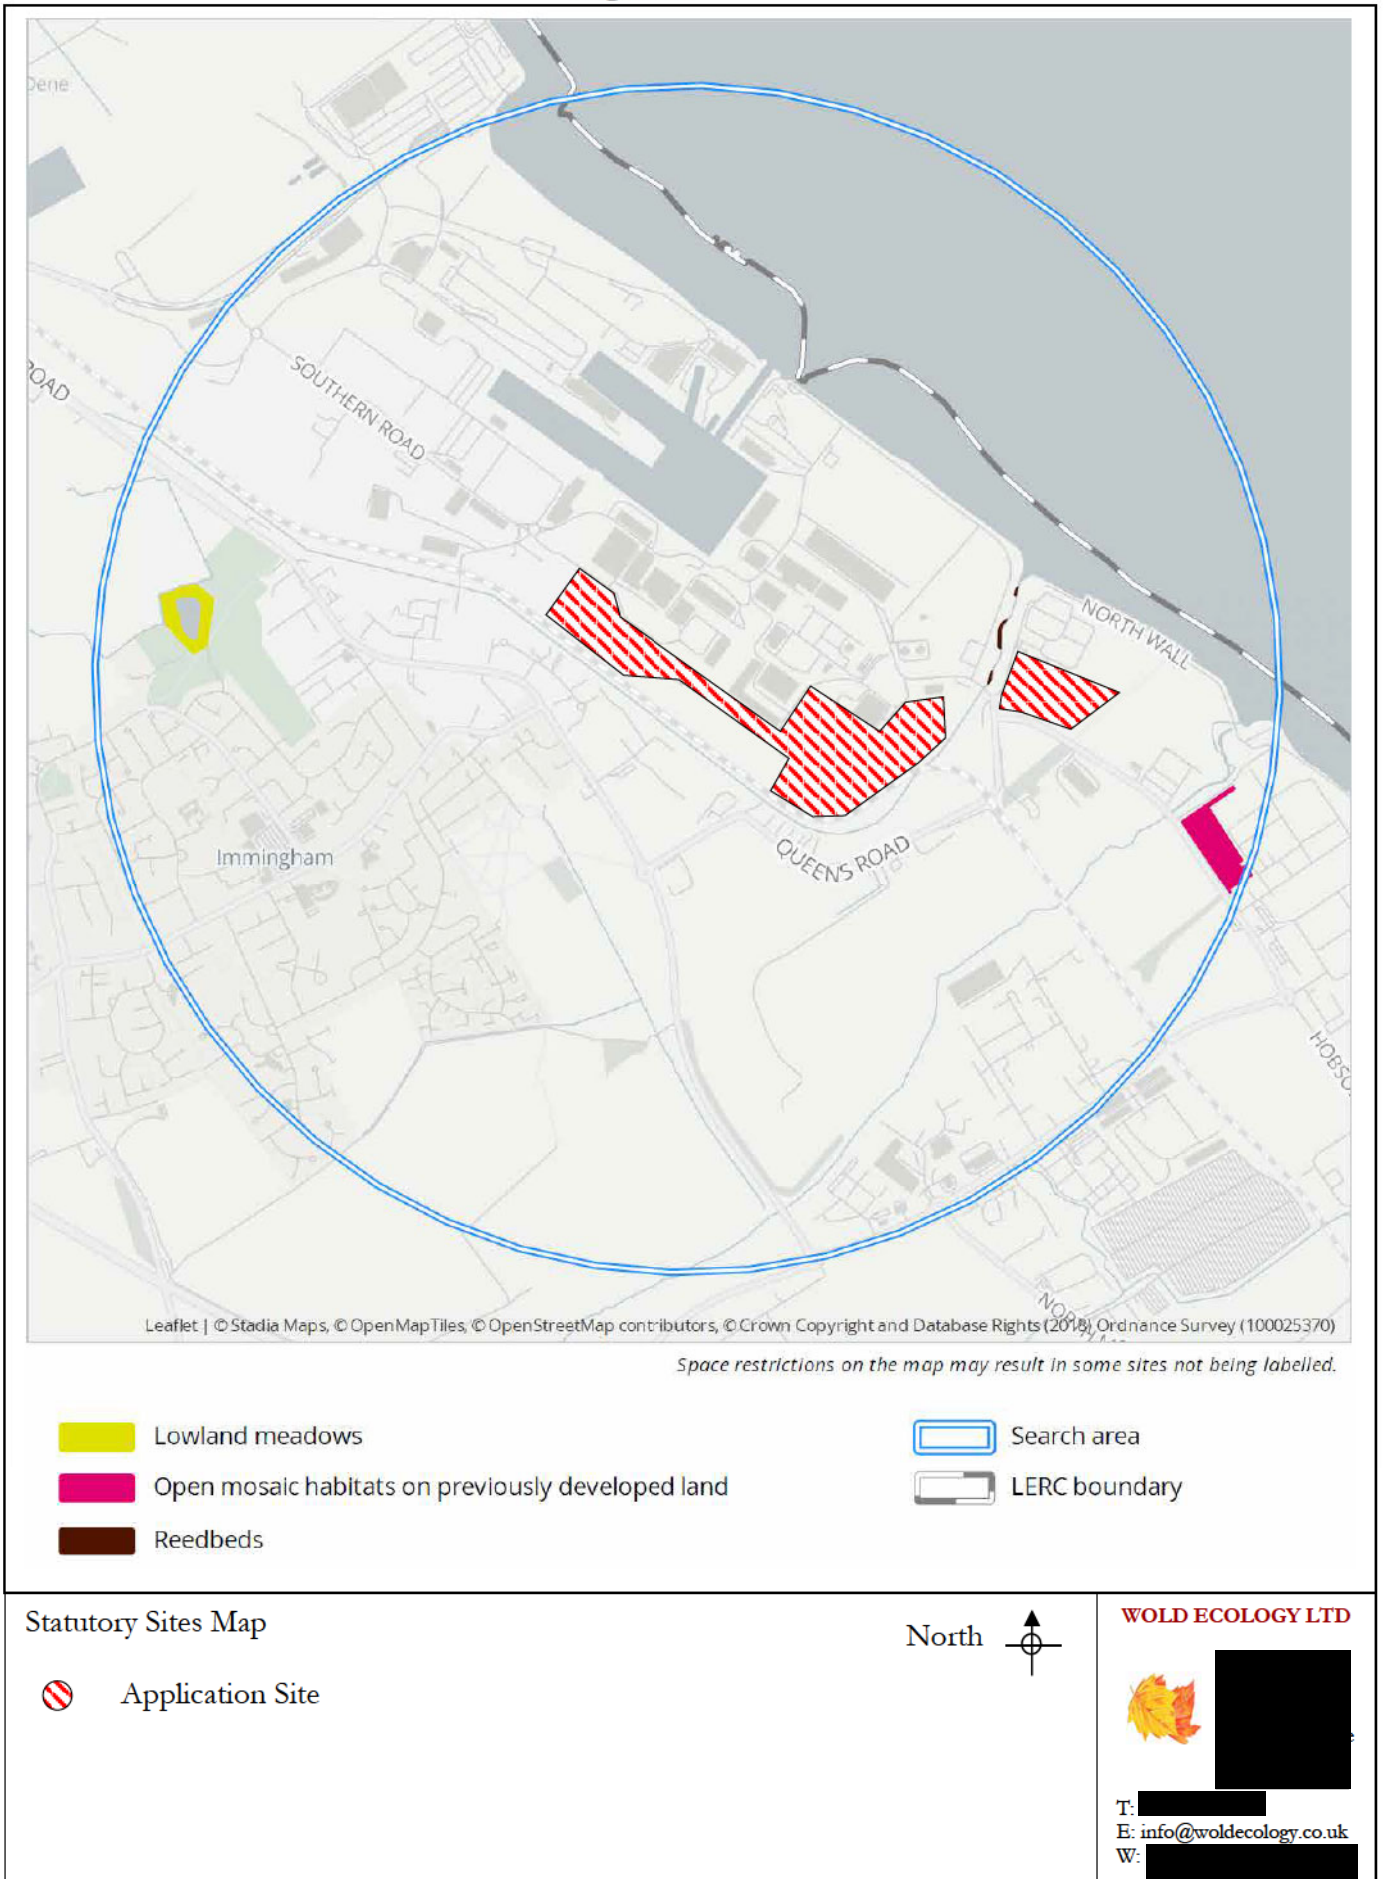 Dene
ROAD
SOUTHERN ROAD
NORTH WALL
QUEENS ROAD
Immingham
Leaflet | © Stadia Maps, © OpenMapTiles, © OpenStreetMap contributors, © Crown Copyright and Database Rights (2018) Ordnance Survey (100025370)
Space restrictions on the map may result in some sites not being labelled.
Lowland meadows
Search area
Open mosaic habitats on previously developed land
LERC boundary
Reedbeds
Statutory Sites Map
North
Application Site
WOLD ECOLOGY LTD
T:
E: info@woldecology.co.uk
W: